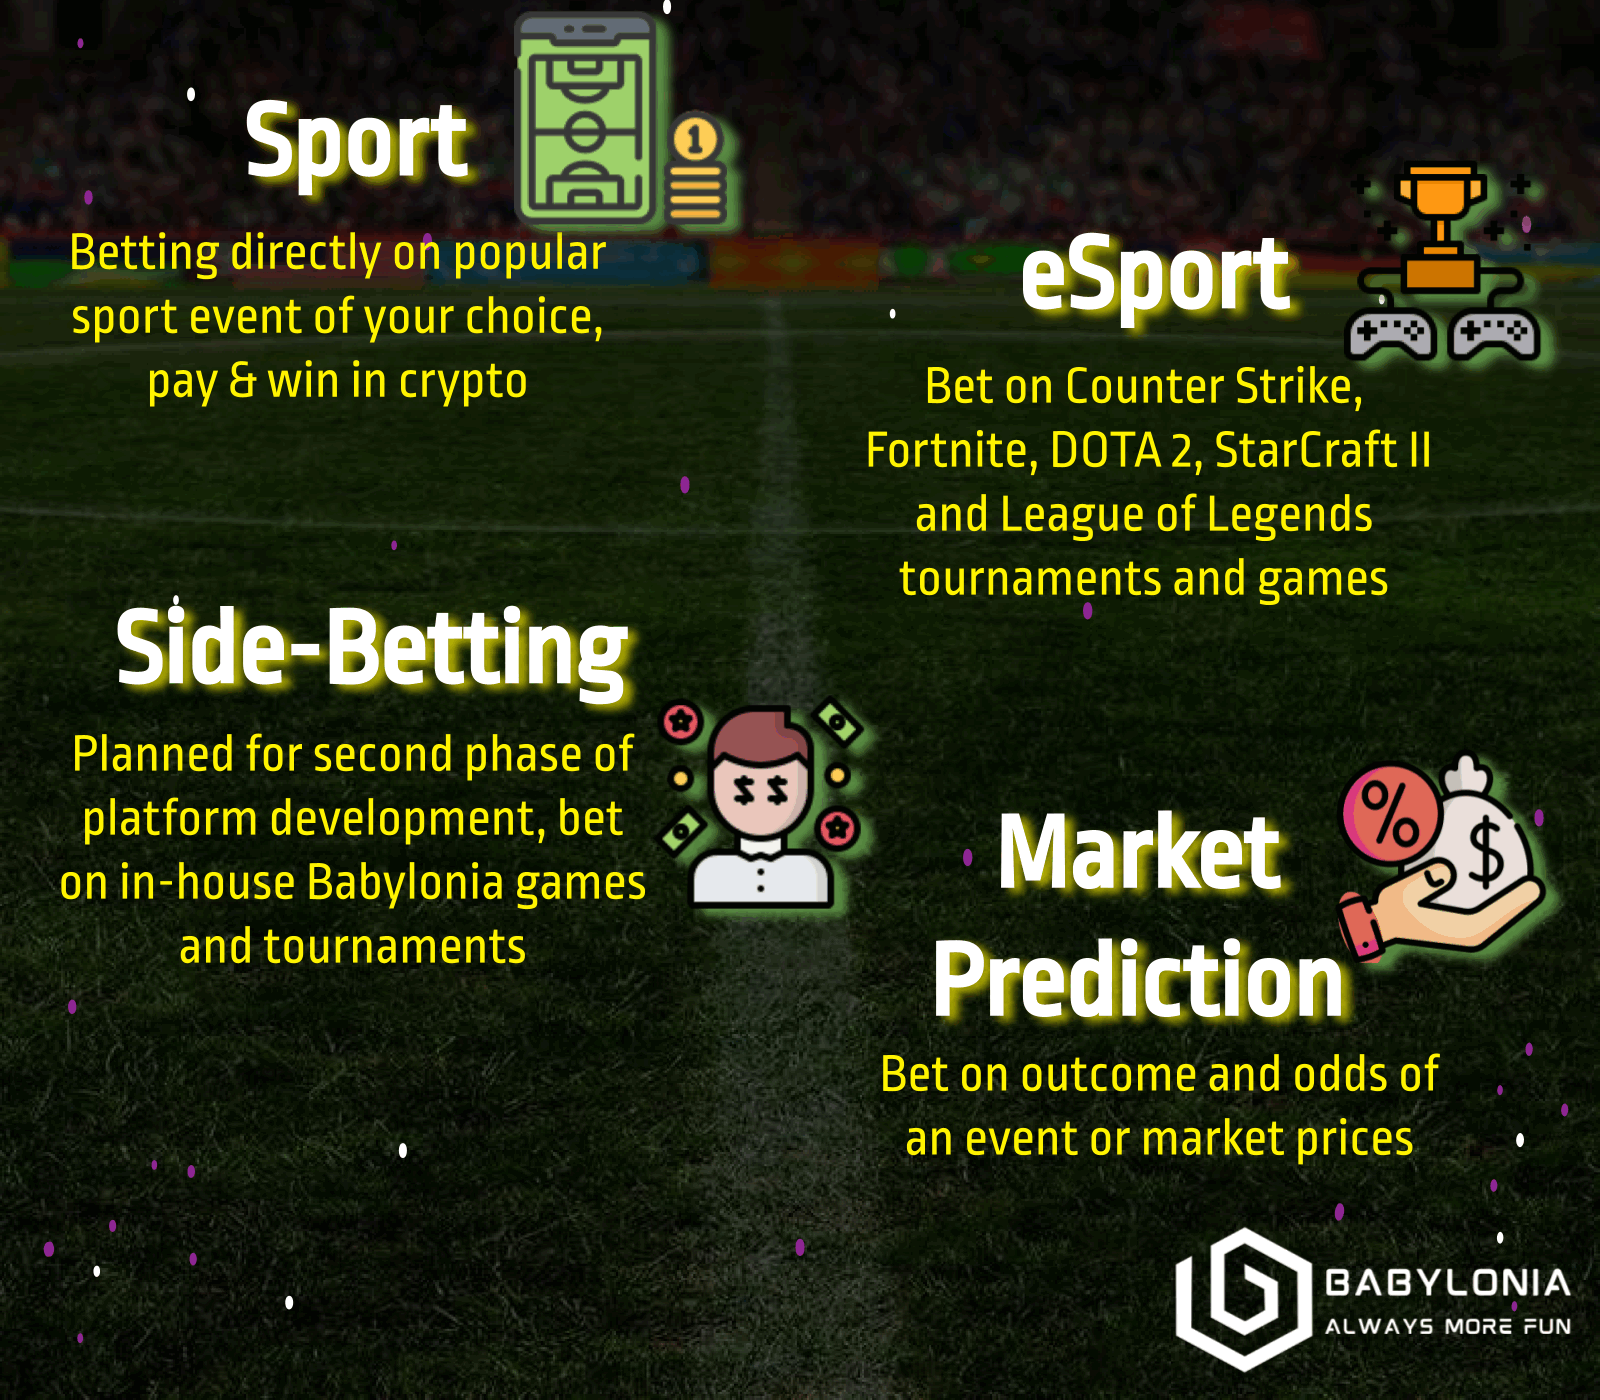 Sport
Betting directly on popular
sport event of your choice,
pay & win in crypto
1
eSport
Bet on Counter Strike,
Fortnite, DOTA 2, StarCraft II
and League of Legends
tournaments and games
Side-Betting
Planned for second phase of
platform development, bet
on in-house Babylonia games
and tournaments
$ $
Market
Prediction
% $
Bet on outcome and odds of
an event or market prices
BABYLONIA
ALWAYS MORE FUN